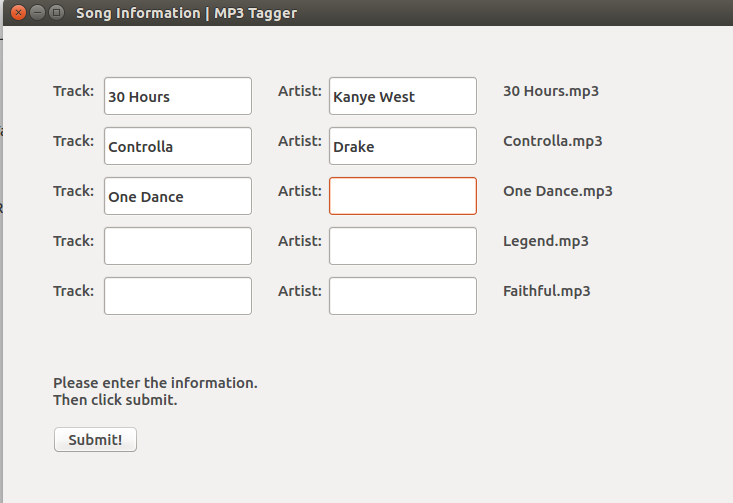 Song Information | MP3 Tagger
Track: 30 Hours Artist: Kanye West 30 Hours.mp3
Track: Controlla Artist: Drake Controlla.mp3
Track: One Dance Artist: One Dance.mp3
Track: Artist: Legend.mp3
Track: Artist: Faithful.mp3
Please enter the information.
Then click submit.
Submit!